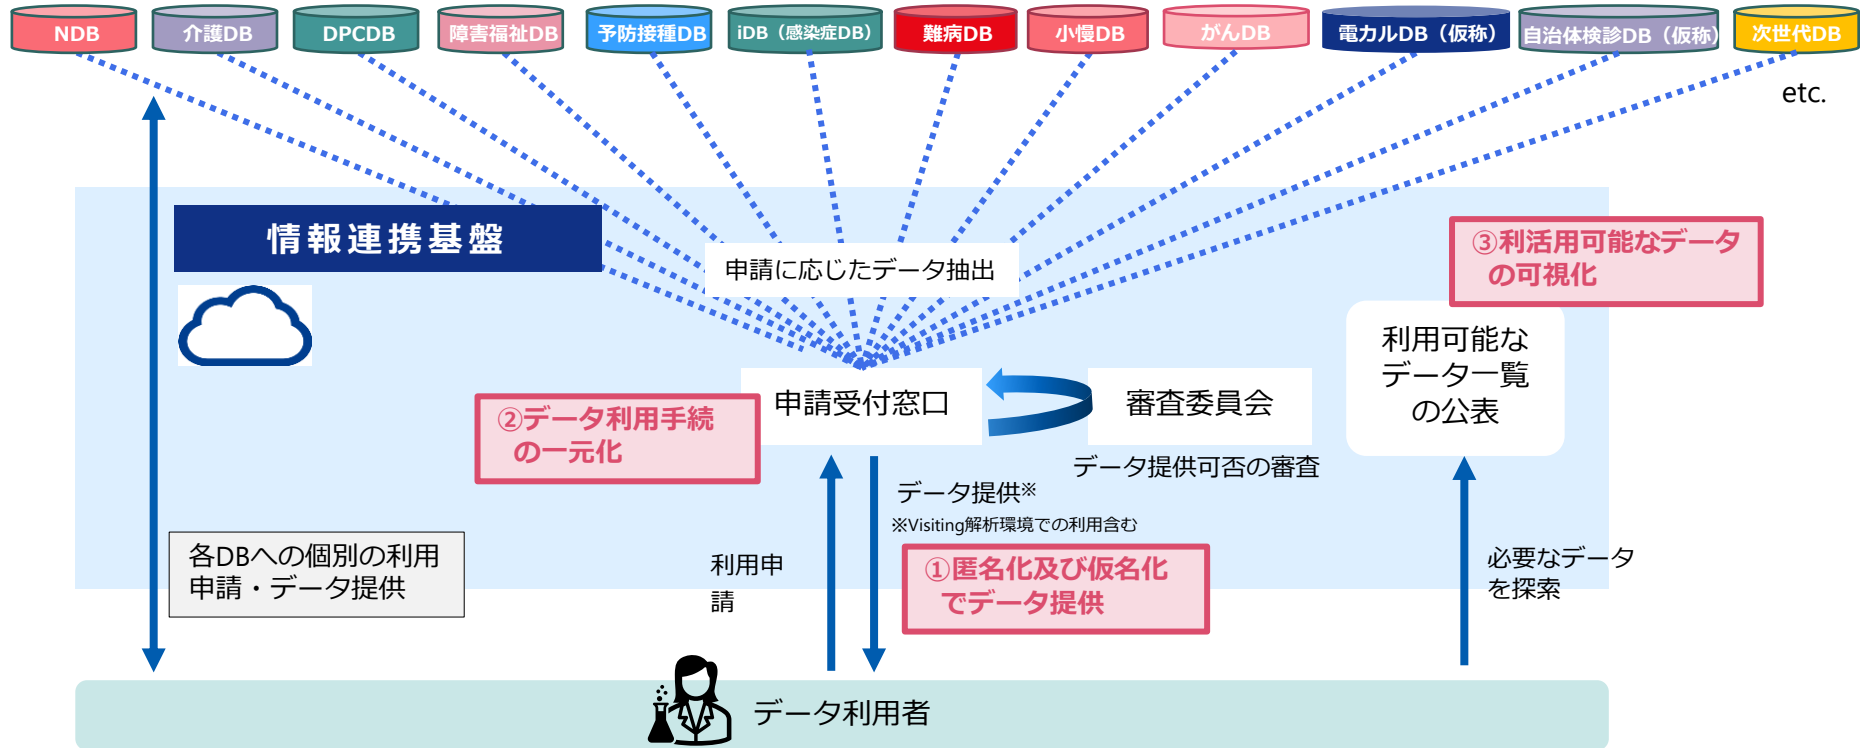 NDB
介護DB
DPCDB
障害福祉DB
予防接種DB
iDB（感染症DB）
難病DB
小慢DB
がんDB
電カルDB（仮称）
自治体検診DB（仮称）
次世代DB
etc.
情報連携基盤
申請に応じたデータ抽出
③利活用可能なデータ
の可視化
利用可能な
データ一覧
の公表
申請受付窓口
審査委員会
データ提供可否の審査
②データ利用手続
の一元化
データ提供※
※Visiting解析環境での利用含む
各DBへの個別の利用
申請・データ提供
利用申
請
①匿名化及び仮名化
でデータ提供
必要なデータ
を探索
データ利用者